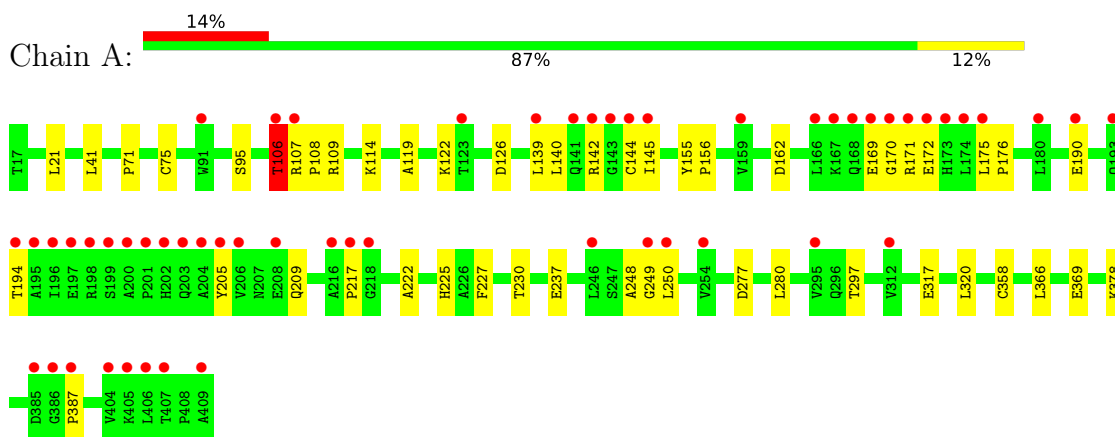 14%
Chain A:
87% 12%
T17 L21 L41 P71 C75 W91 S95 T106 R107 P108 R109 K114 A119 K122 T123 D126 L139 L140 Q141 R142 G143 C144 I145 Y155 P156 V159 D162 L166 K167 Q168 E169 G170 R171 E172 H173 L174 L175 P176 L180 E190 Q193
T194 A195 I196 E197 R198 S199 A200 P201 H202 Q203 A204 Y205 V206 N207 E208 Q209 A216 P217 G218 A222 H225 A226 F227 T230 E237 L246 S247 A248 G249 L250 V254 D277 L280 V295 Q296 T297 V312 E317 L320 C358 L366 E369 K378
D385 G386 P387 V404 K405 L406 T407 P408 A409